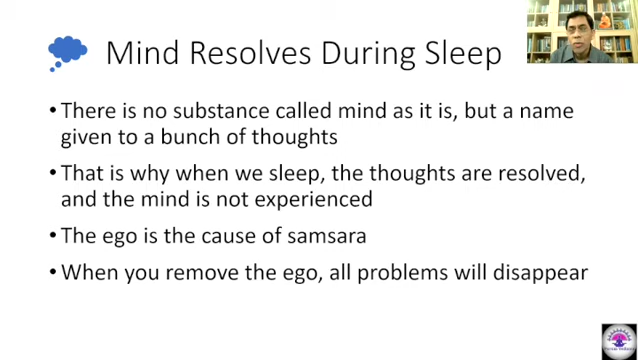 Mind Resolves During Sleep
• There is no substance called mind as it is, but a name
given to a bunch of thoughts
• That is why when we sleep, the thoughts are resolved,
and the mind is not experienced
• The ego is the cause of samsara
• When you remove the ego, all problems will disappear